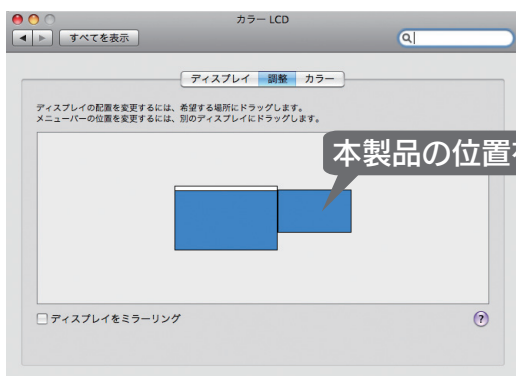 カラー LCD
すべてを表示
ディスプレイ 調整 カラー
ディスプレイの配置を変更するには、希望する場所にドラッグします。
メニューバーの位置を変更するには、別のディスプレイにドラッグします。
本製品の位置
ディスプレイをミラーリング
?